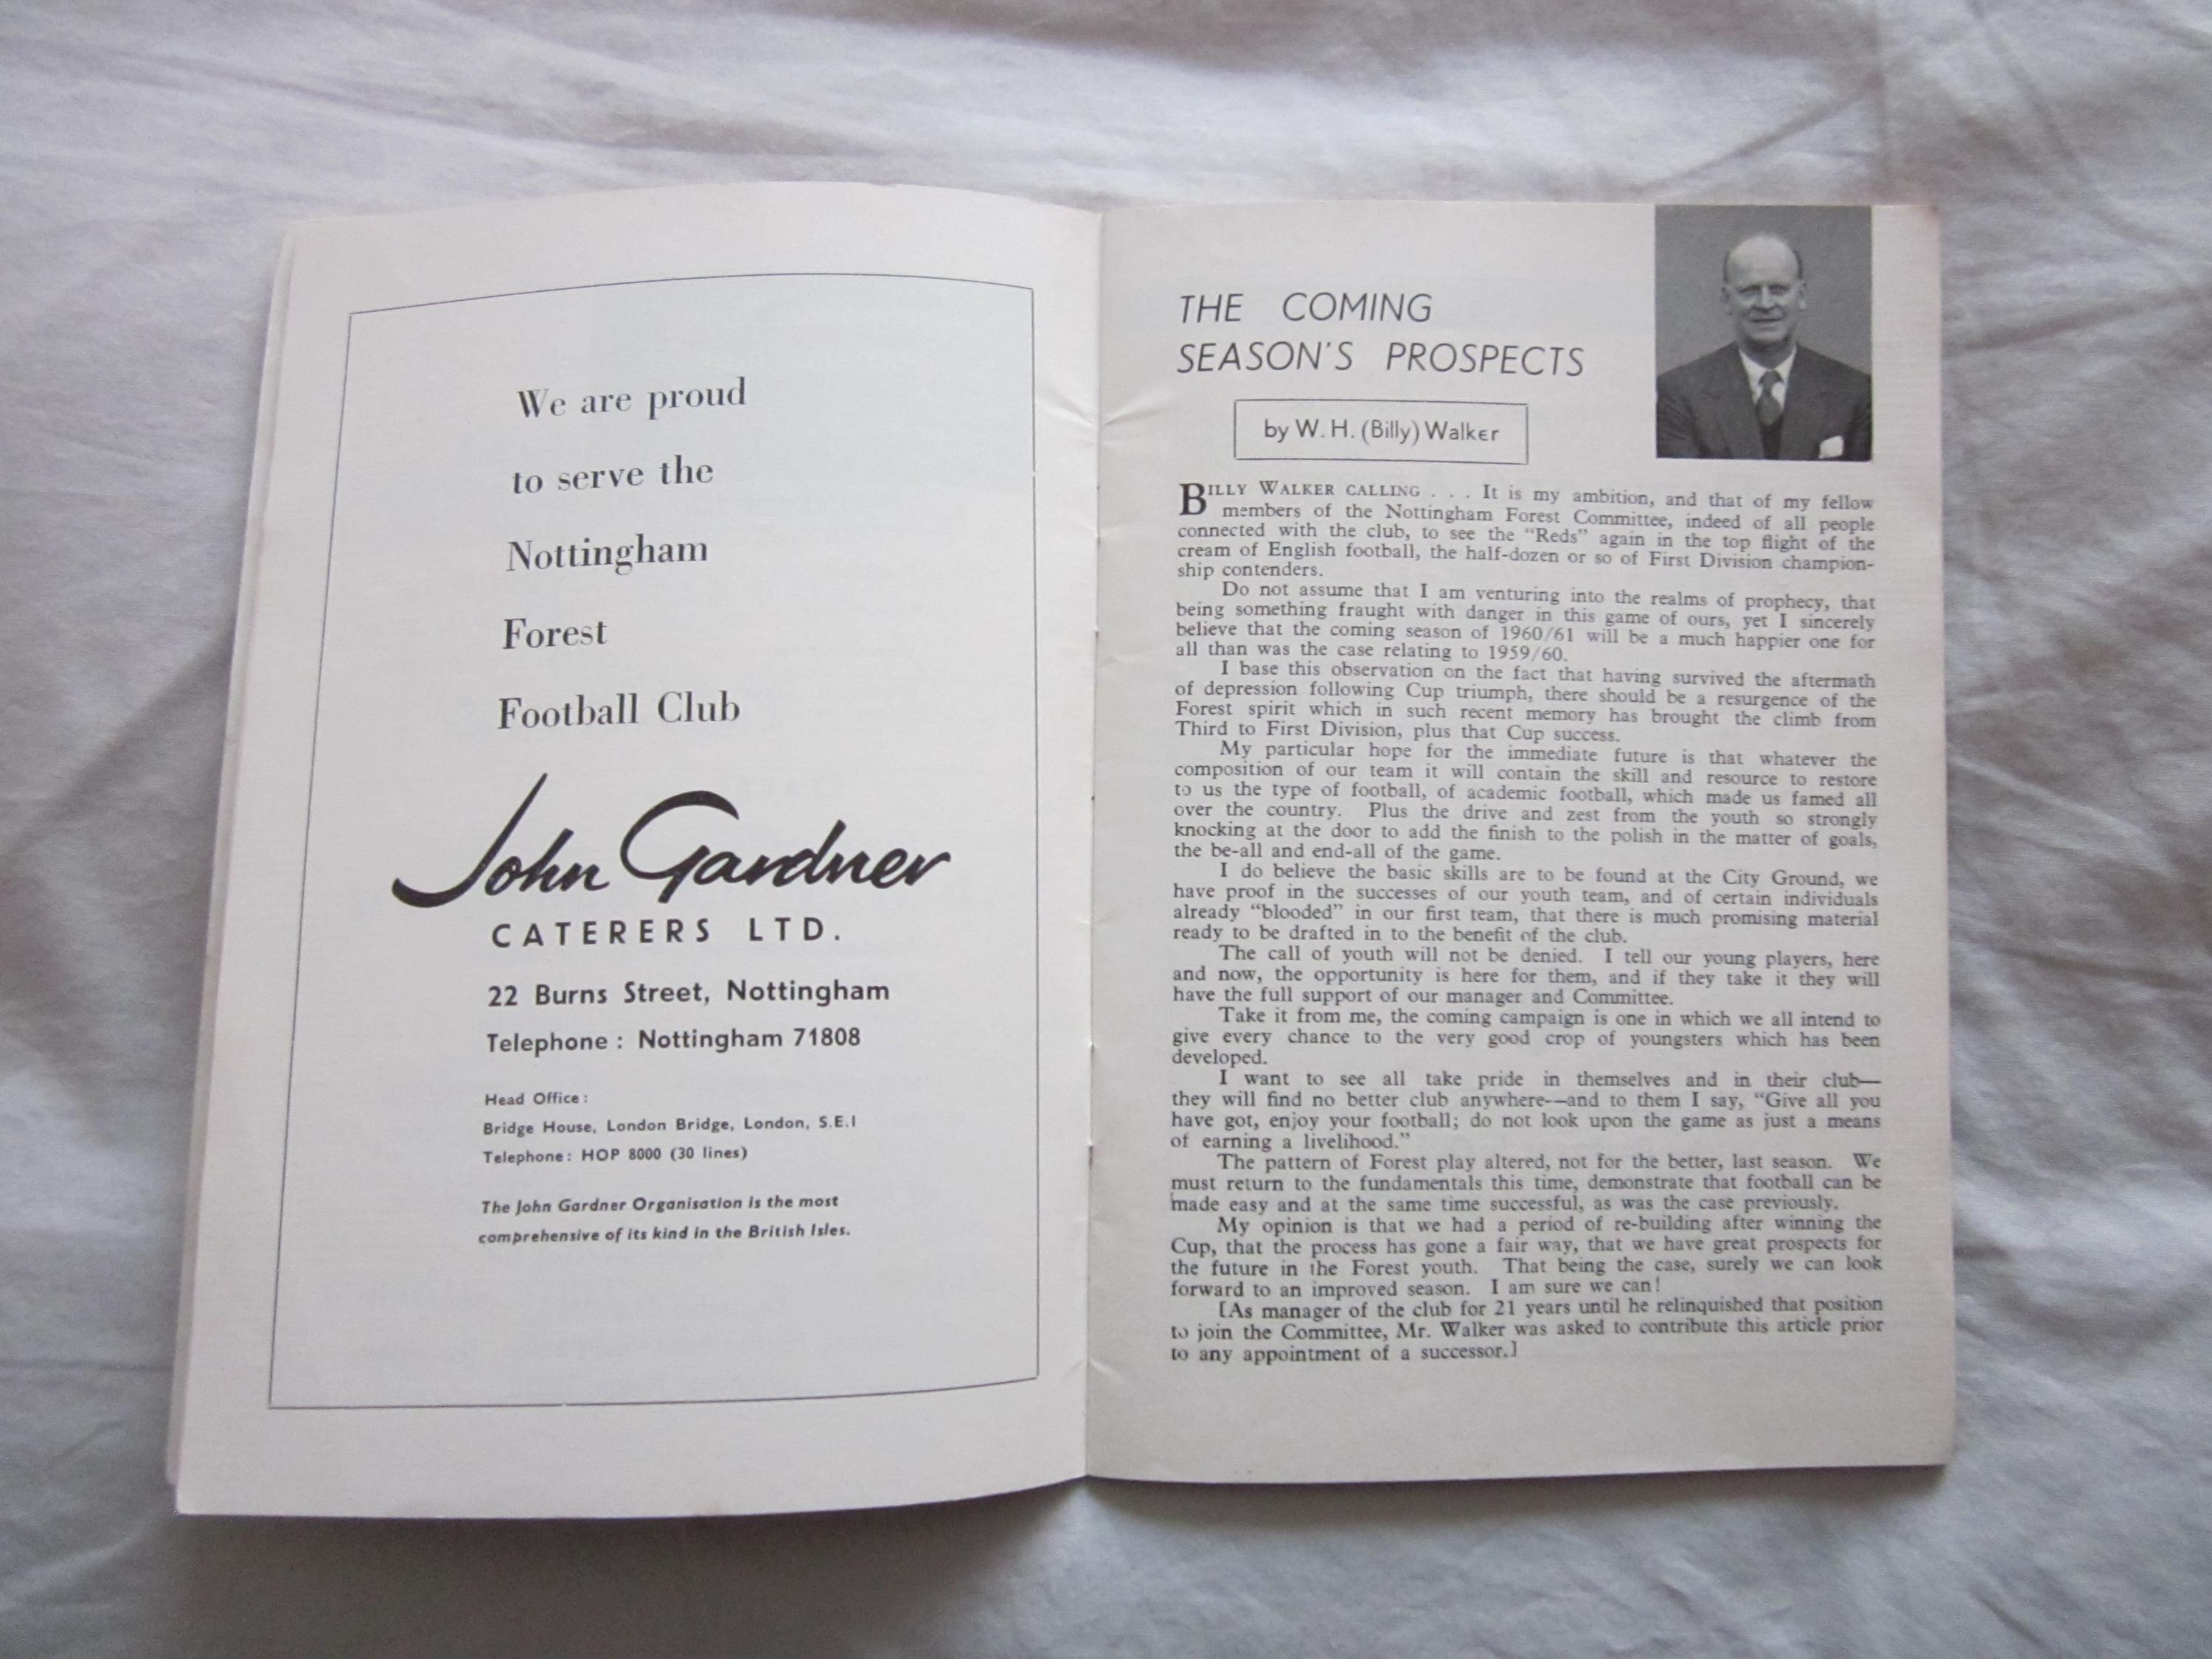 We are proud
to serve the
Nottingham
Forest
Football Club
John Gardner
CATERERS LTD.
22 Burns Street, Nottingham
Telephone : Nottingham 71808
Head Office :
Bridge House, London Bridge, London, S.E.1
Telephone : HOP 8000 (30 lines)
The John Gardner Organisation is the most
comprehensive of its kind in the British Isles.
THE COMING
SEASON'S PROSPECTS
by W. H. (Billy) Walker
BILLY WALKER CALLING . . . It is my ambition, and that of my fellow
members of the Nottingham Forest Committee, indeed of all people
connected with the club, to see the "Reds" again in the top flight of the
cream of English football, the half-dozen or so of First Division champion-
ship contenders.
Do not assume that I am venturing into the realms of prophecy, that
being something fraught with danger in this game of ours, yet I sincerely
believe that the coming season of 1960/61 will be a much happier one for
all than was the case relating to 1959/60.
I base this observation on the fact that having survived the aftermath
of depression following Cup triumph, there should be a resurgence of the
Forest spirit which in such recent memory has brought the climb from
Third to First Division, plus that Cup success.
My particular hope for the immediate future is that whatever the
composition of our team it will contain the skill and resource to restore
to us the type of football, of academic football, which made us famed all
over the country. Plus the drive and zest from the youth so strongly
knocking at the door to add the finish to the polish in the matter of goals,
the be-all and end-all of the game.
I do believe the basic skills are to be found at the City Ground, we
have proof in the successes of our youth team, and of certain individuals
already "blooded" in our first team, that there is much promising material
ready to be drafted in to the benefit of the club.
The call of youth will not be denied. I tell our young players, here
and now, the opportunity is here for them, and if they take it they will
have the full support of our manager and Committee.
Take it from me, the coming campaign is one in which we all intend to
give every chance to the very good crop of youngsters which has been
developed.
I want to see all take pride in themselves and in their club—
they will find no better club anywhere—and to them I say, "Give all you
have got, enjoy your football; do not look upon the game as just a means
of earning a livelihood."
The pattern of Forest play altered, not for the better, last season. We
must return to the fundamentals this time, demonstrate that football can be
made easy and at the same time successful, as was the case previously.
My opinion is that we had a period of re-building after winning the
Cup, that the process has gone a fair way, that we have great prospects for
the future in the Forest youth. That being the case, surely we can look
forward to an improved season. I am sure we can!
[As manager of the club for 21 years until he relinquished that position
to join the Committee, Mr. Walker was asked to contribute this article prior
to any appointment of a successor.]